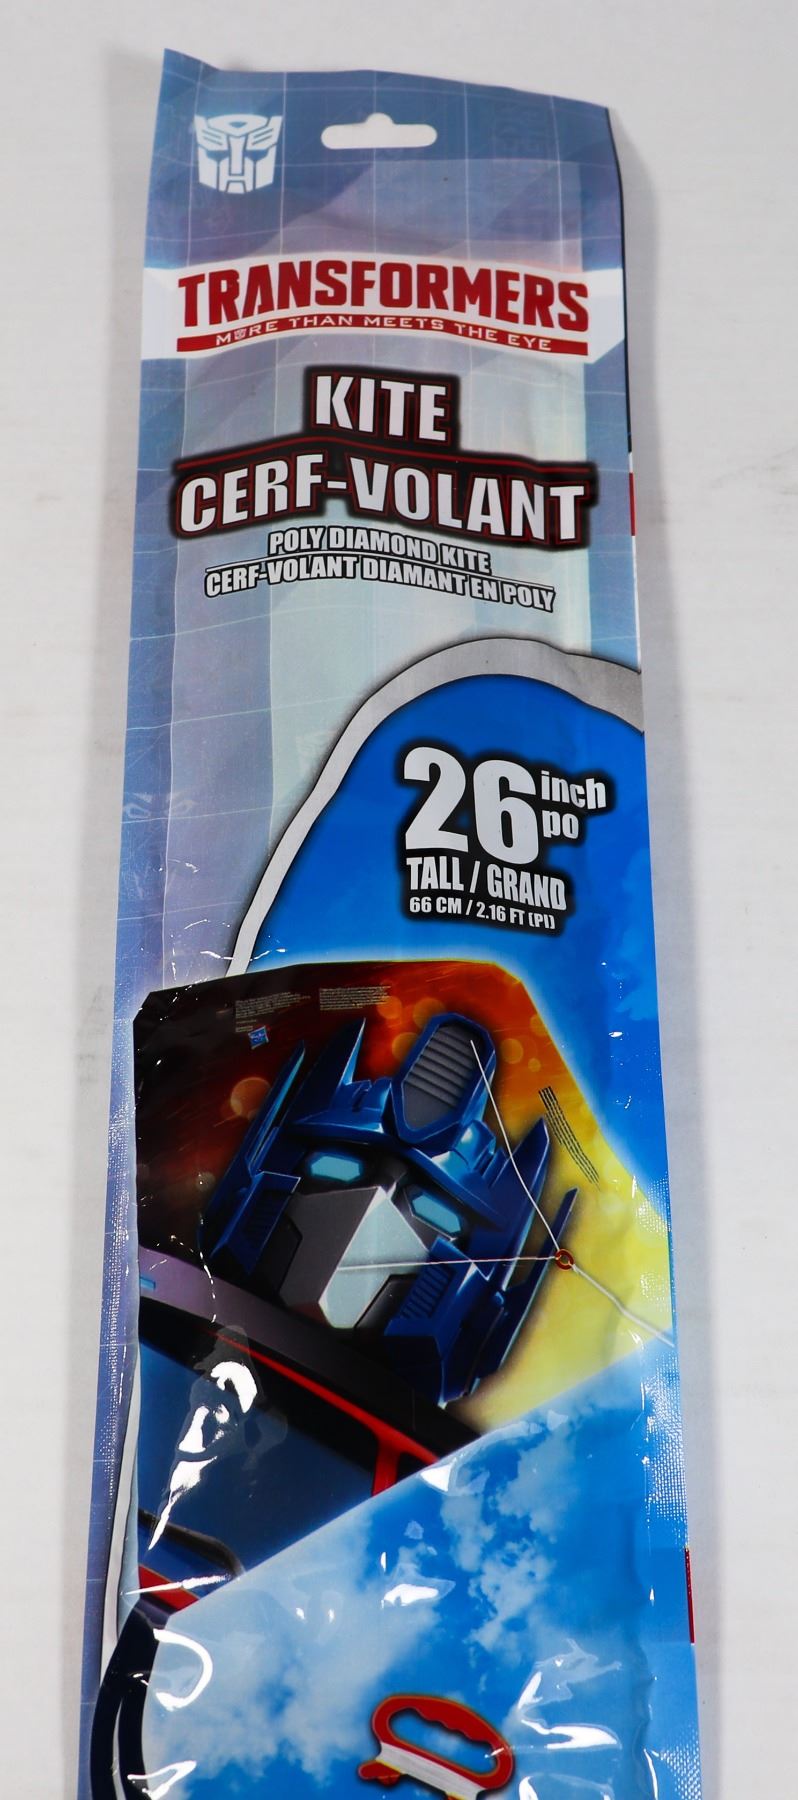 TRANSFORMERS
MORE THAN MEETS THE EYE
KITE
CERF-VOLANT
POLY DIAMOND KITE
CERF-VOLANT DIAMANT EN POLY
26 inch
po
TALL / GRAND
66 CM / 2.16 FT (PI)